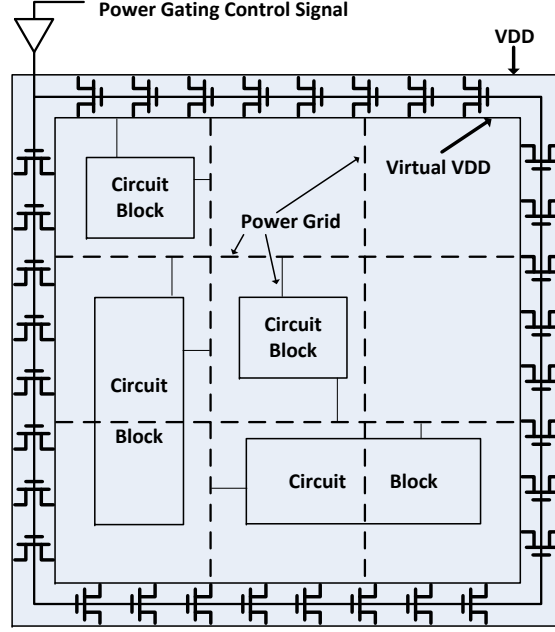 Power Gating Control Signal
VDD
Virtual VDD
Circuit
Block
Power Grid
Circuit
Block
Circuit
Block
Circuit Block